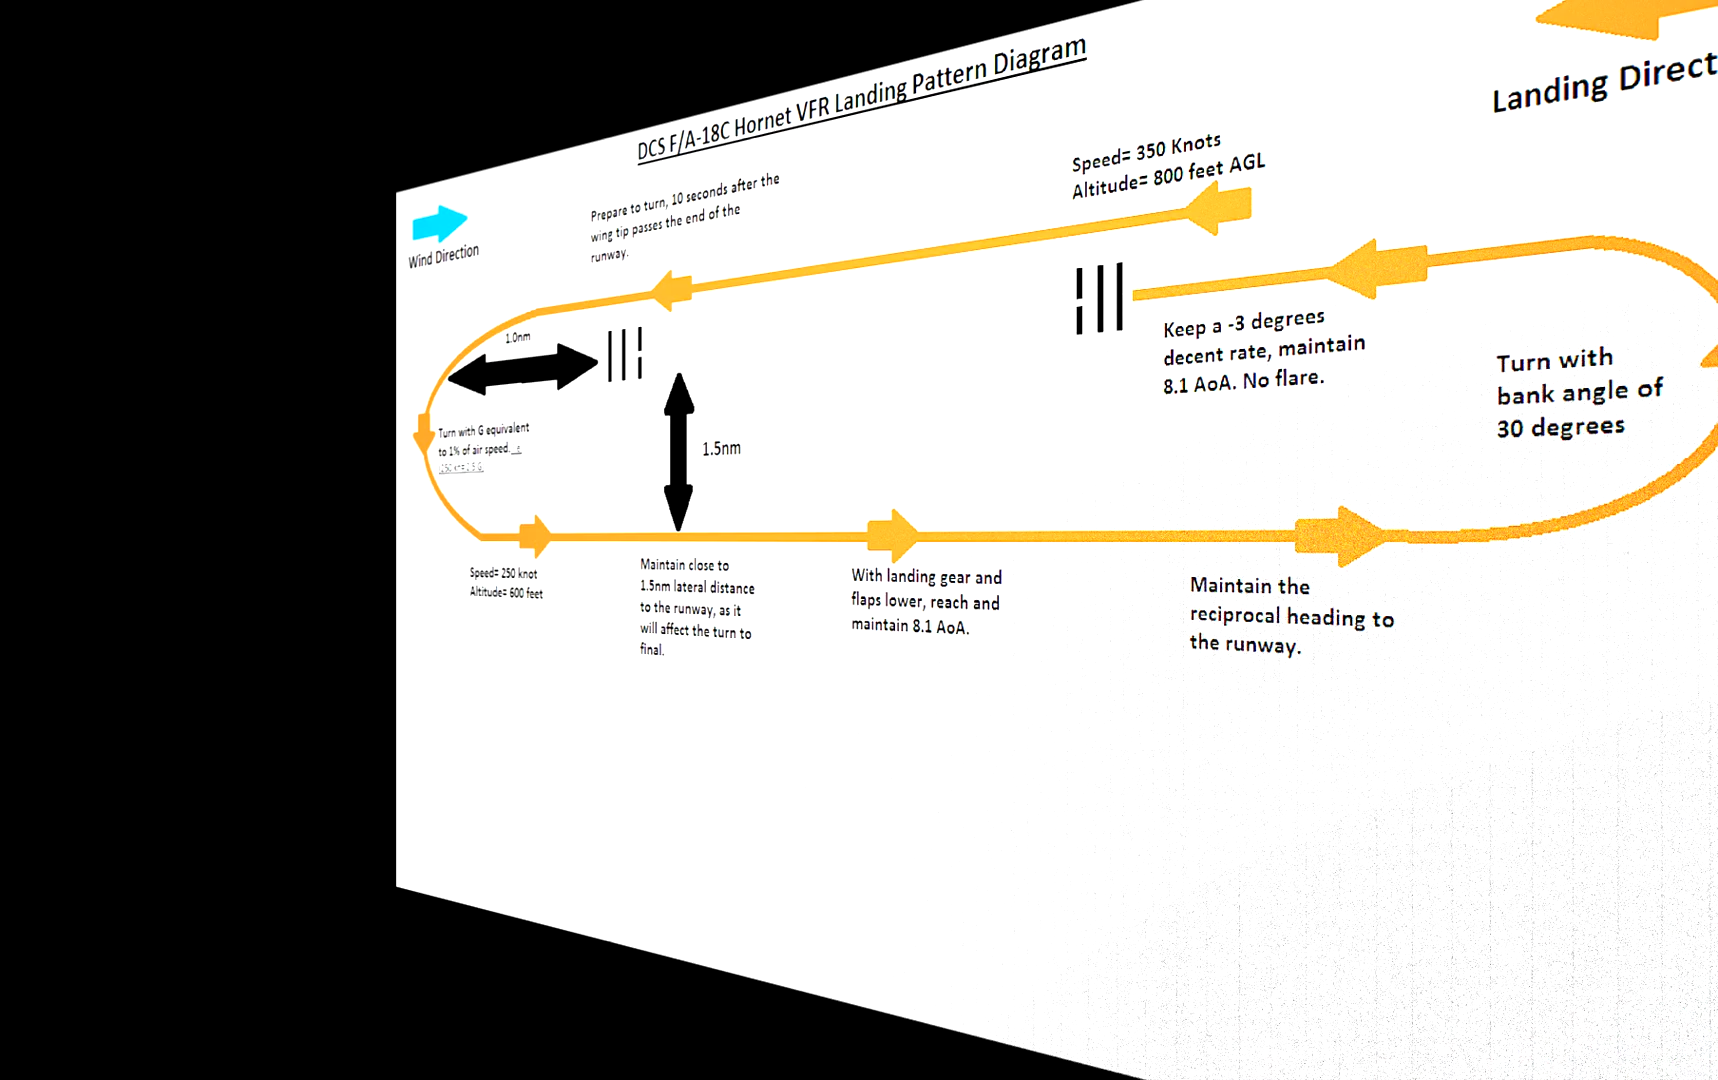 DCS F/A-18C Hornet VFR Landing Pattern Diagram
Landing Direct
Speed= 350 Knots
Altitude= 800 feet AGL
Prepare to turn, 10 seconds after the
wing tip passes the end of the
runway.
Wind Direction
1.0nm
Keep a -3 degrees
decent rate, maintain
8.1 AoA. No flare.
Turn with
bank angle of
30 degrees
Turn with G equivalent
to 1% of air speed.
1.5nm
Speed= 250 knot
Altitude= 600 feet
Maintain close to
1.5nm lateral distance
to the runway, as it
will affect the turn to
final.
With landing gear and
flaps lower, reach and
maintain 8.1 AoA.
Maintain the
reciprocal heading to
the runway.